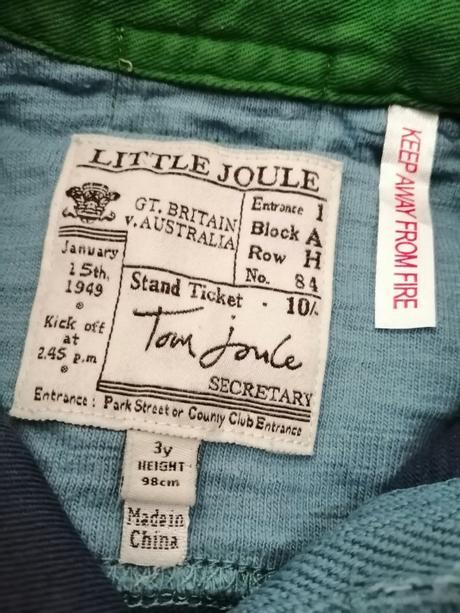 LITTLE JOULE
GT. BRITAIN
v. AUSTRALIA
Entrance 1
Block A
Row H
No. 84
January
15th.
1949
Kick off
at
2.45 p.m
Stand Ticket · 10/.
Tom Joule
SECRETARY
Entrance: Park Street or County Club Entrance
3y
HEIGHT
98cm
Made in
China
KEEP AWAY FROM FIRE